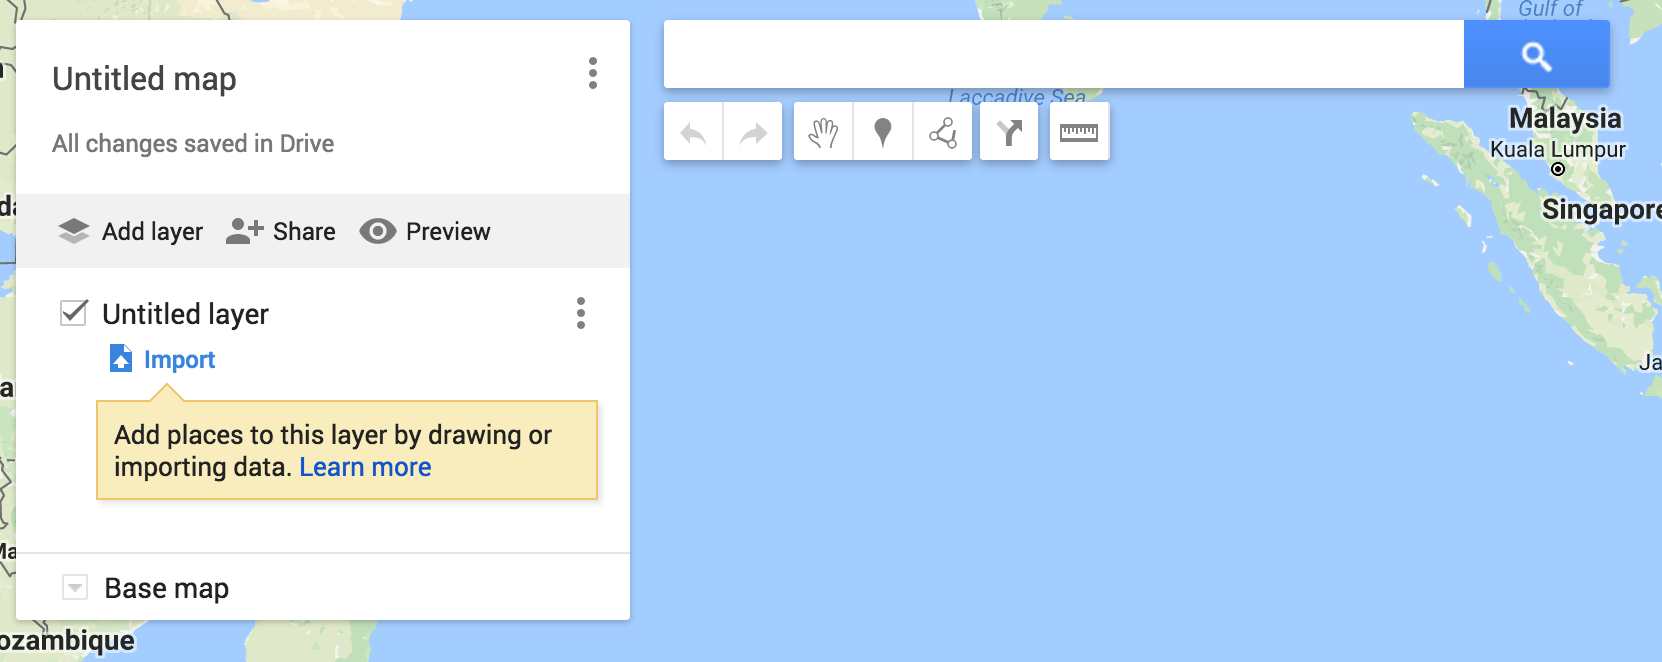 Untitled map
All changes saved in Drive
Add layer
Share
Preview
Untitled layer
Import
Add places to this layer by drawing or
importing data. Learn more
Base map
Gulf of
Laccadive Sea
Malaysia
Kuala Lumpur
Singapore
Ja
ozambique